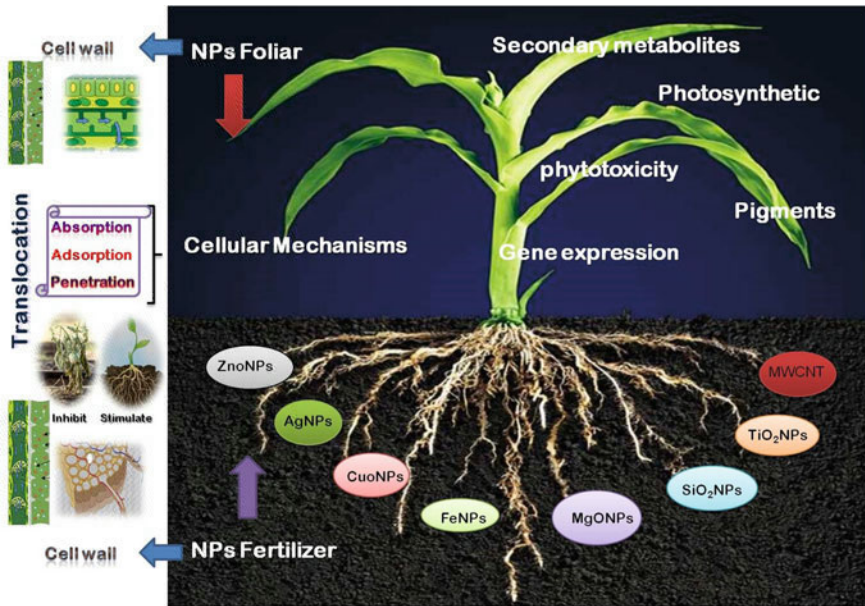 Cell wall
NPs Foliar
Secondary metabolites
Photosynthetic
phytotoxicity
Pigments
Cellular Mechanisms
Gene expression
Translocation
Absorption
Adsorption
Penetration
Inhibit
Stimulate
ZnoNPs
AgNPs
CuoNPs
FeNPs
MgONPs
SiO₂NPs
TiO₂NPs
MWCNT
Cell wall
NPs Fertilizer